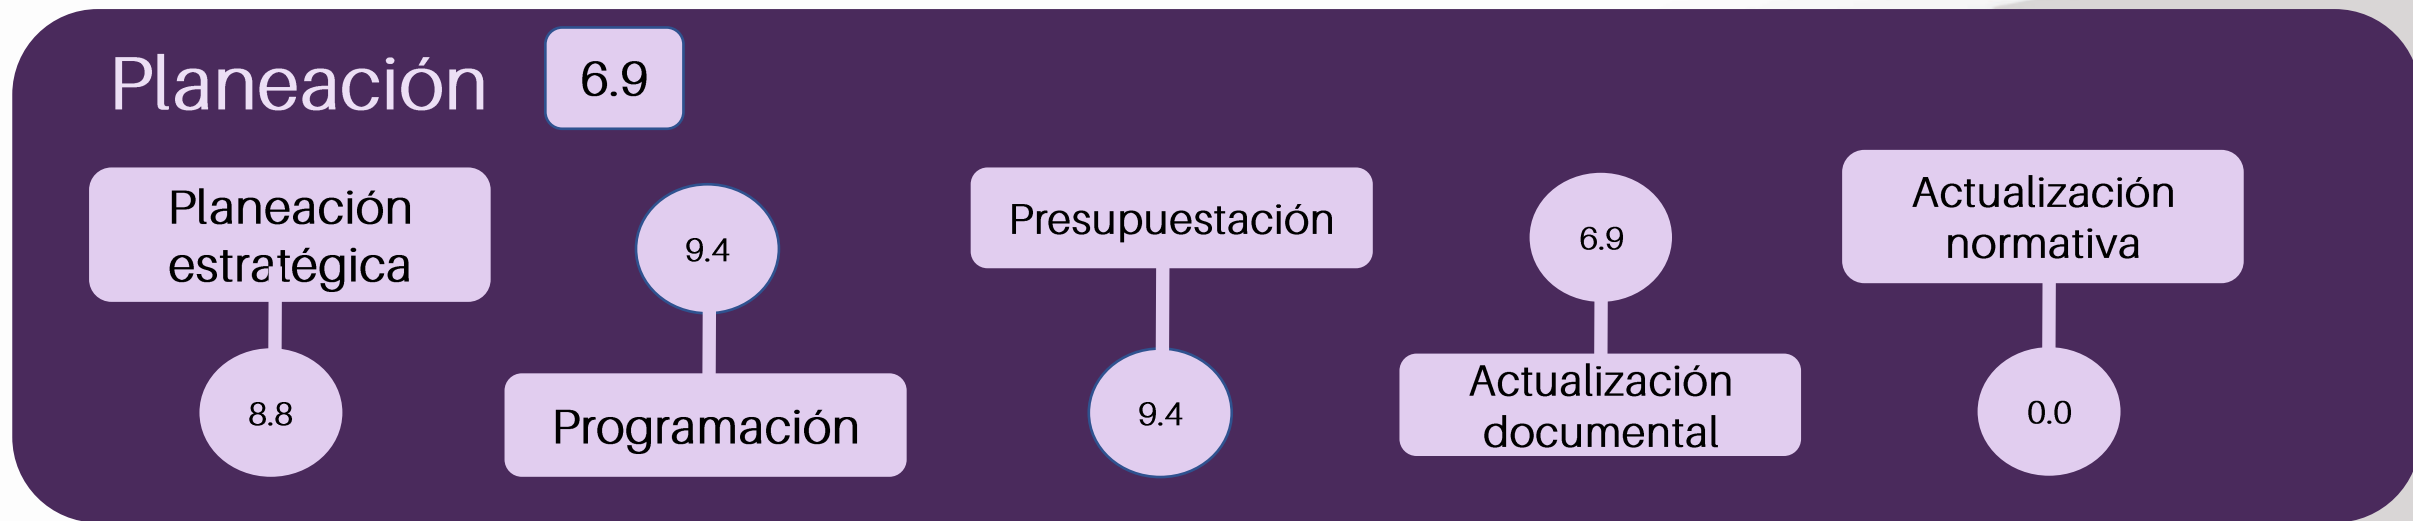 Planeación
6.9
Planeación
estratégica
8.8
9.4
Programación
Presupuestación
9.4
6.9
Actualización
documental
Actualización
normativa
0.0